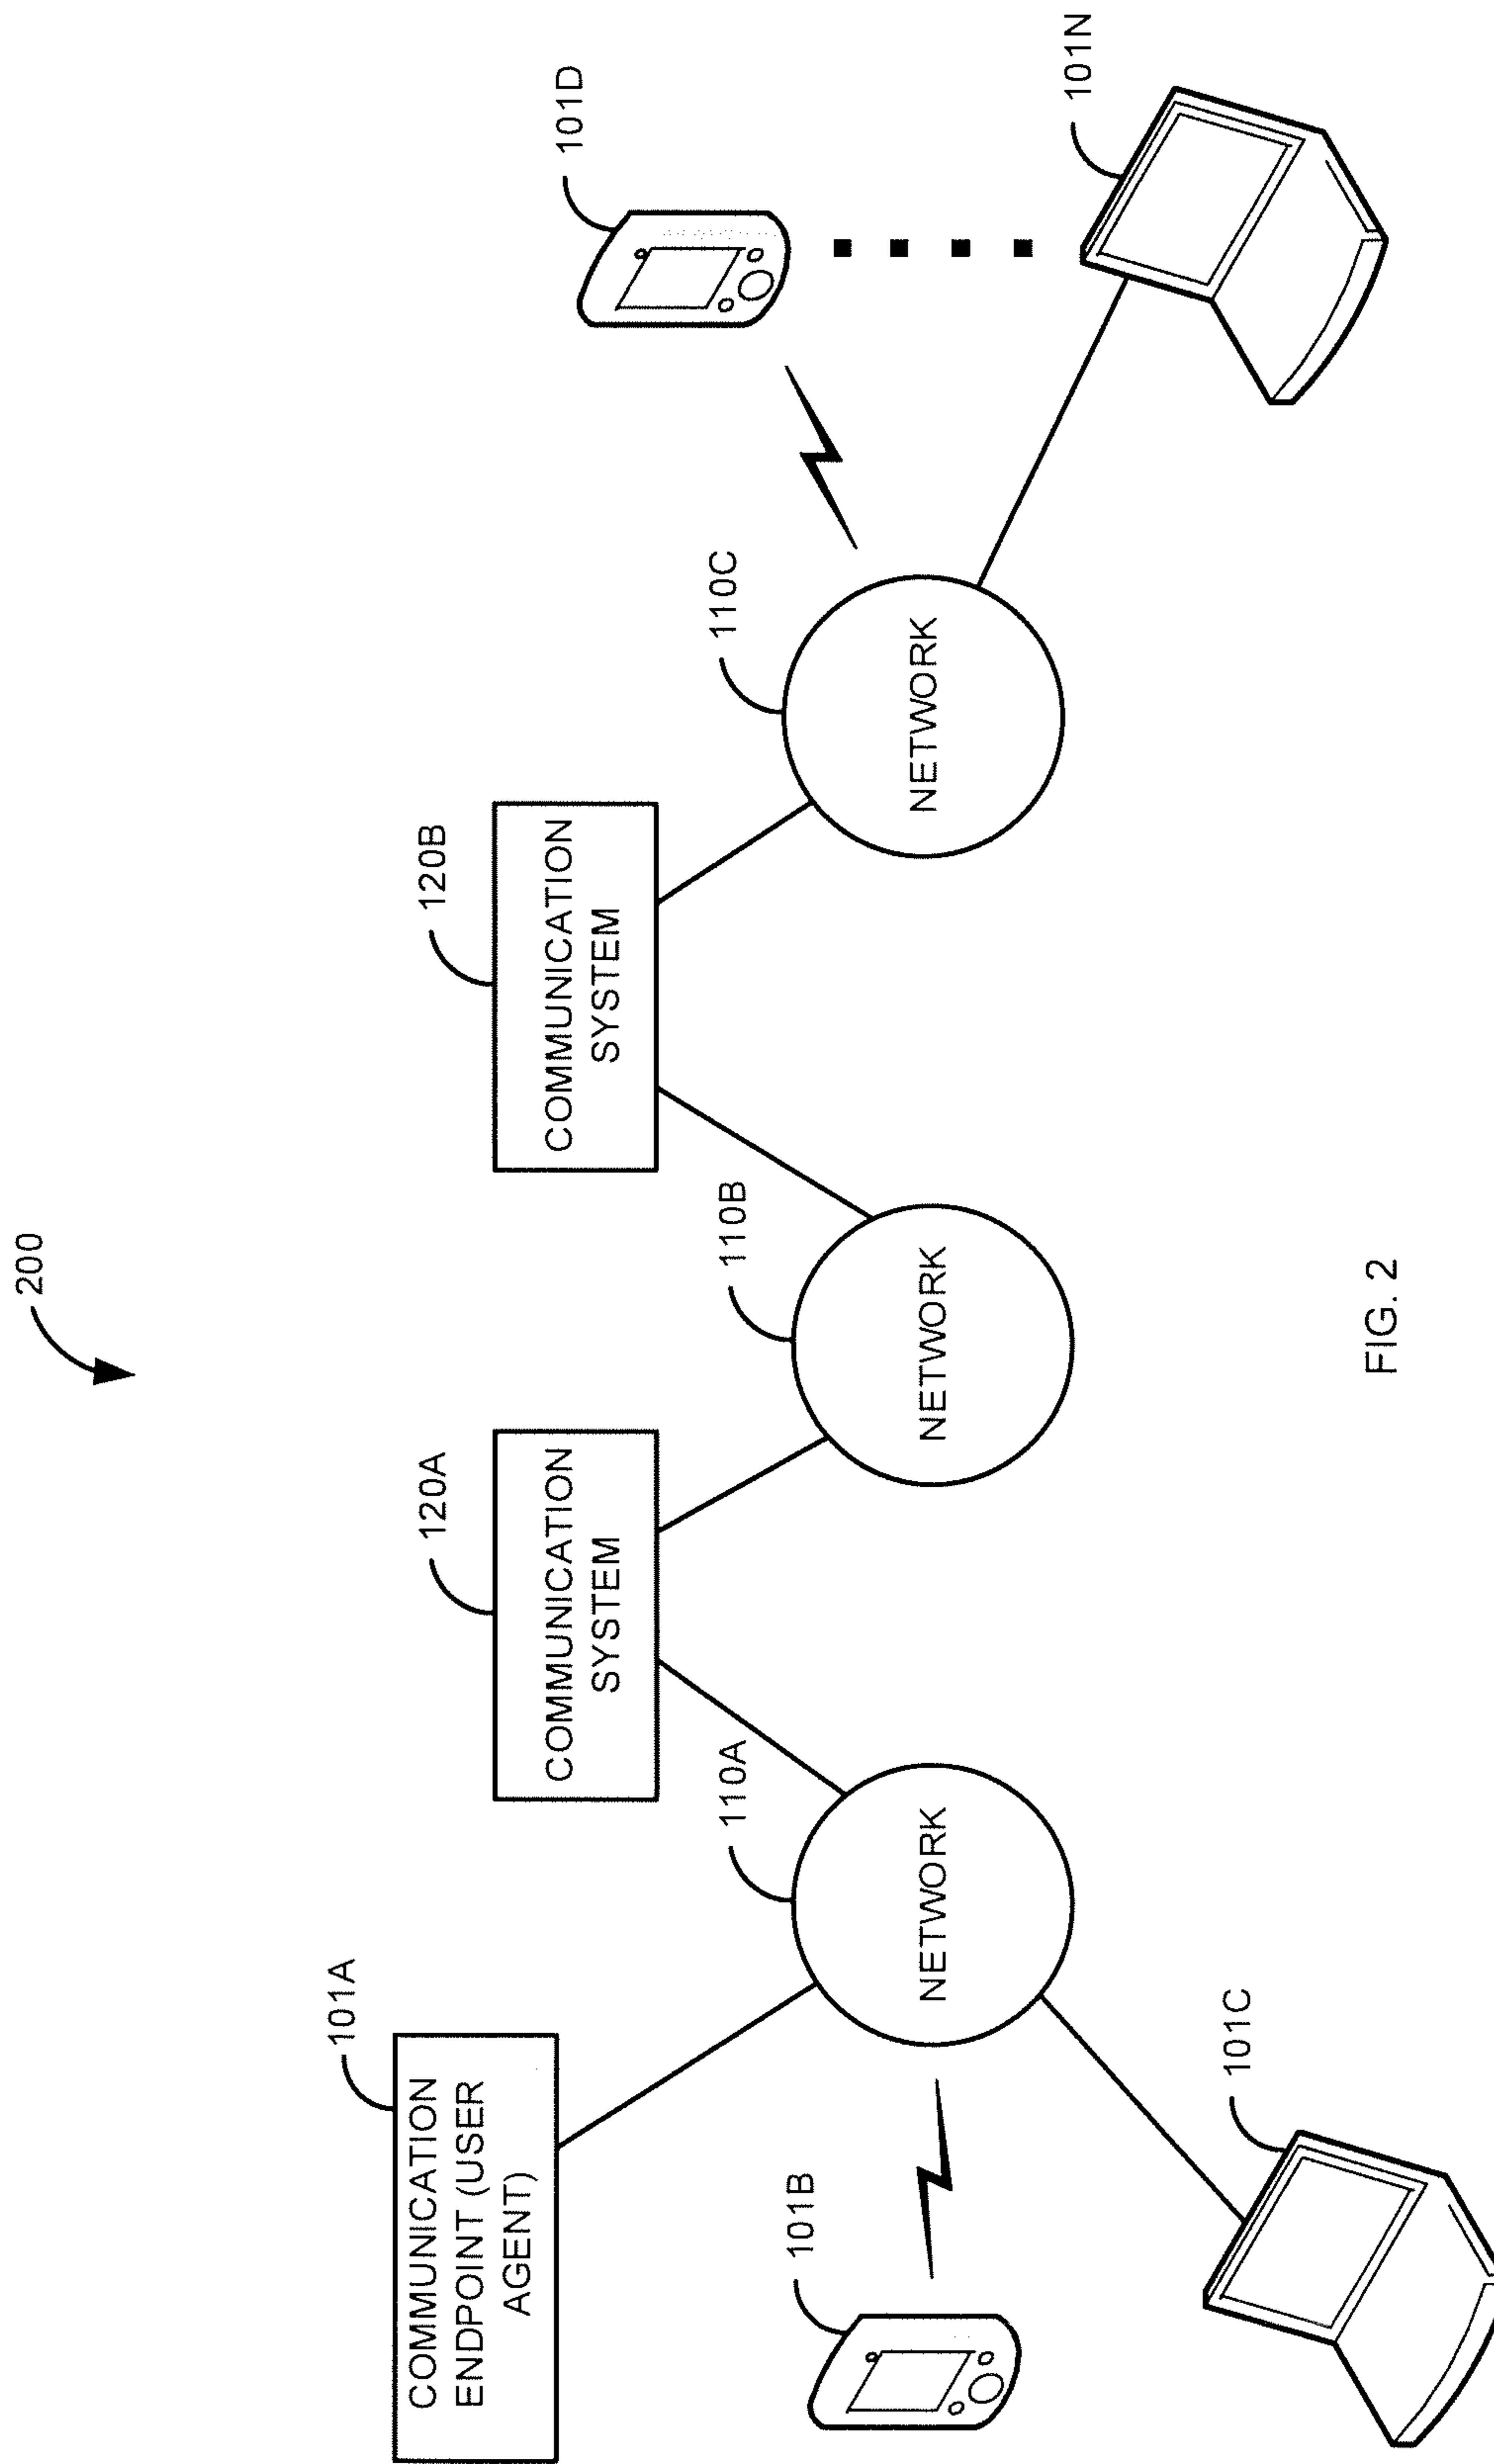 200
101A
COMMUNICATION
ENDPOINT (USER
AGENT)
120A
COMMUNICATION
SYSTEM
120B
COMMUNICATION
SYSTEM
101D
101B
110A
NETWORK
110B
NETWORK
110C
NETWORK
101C
101N
FIG. 2